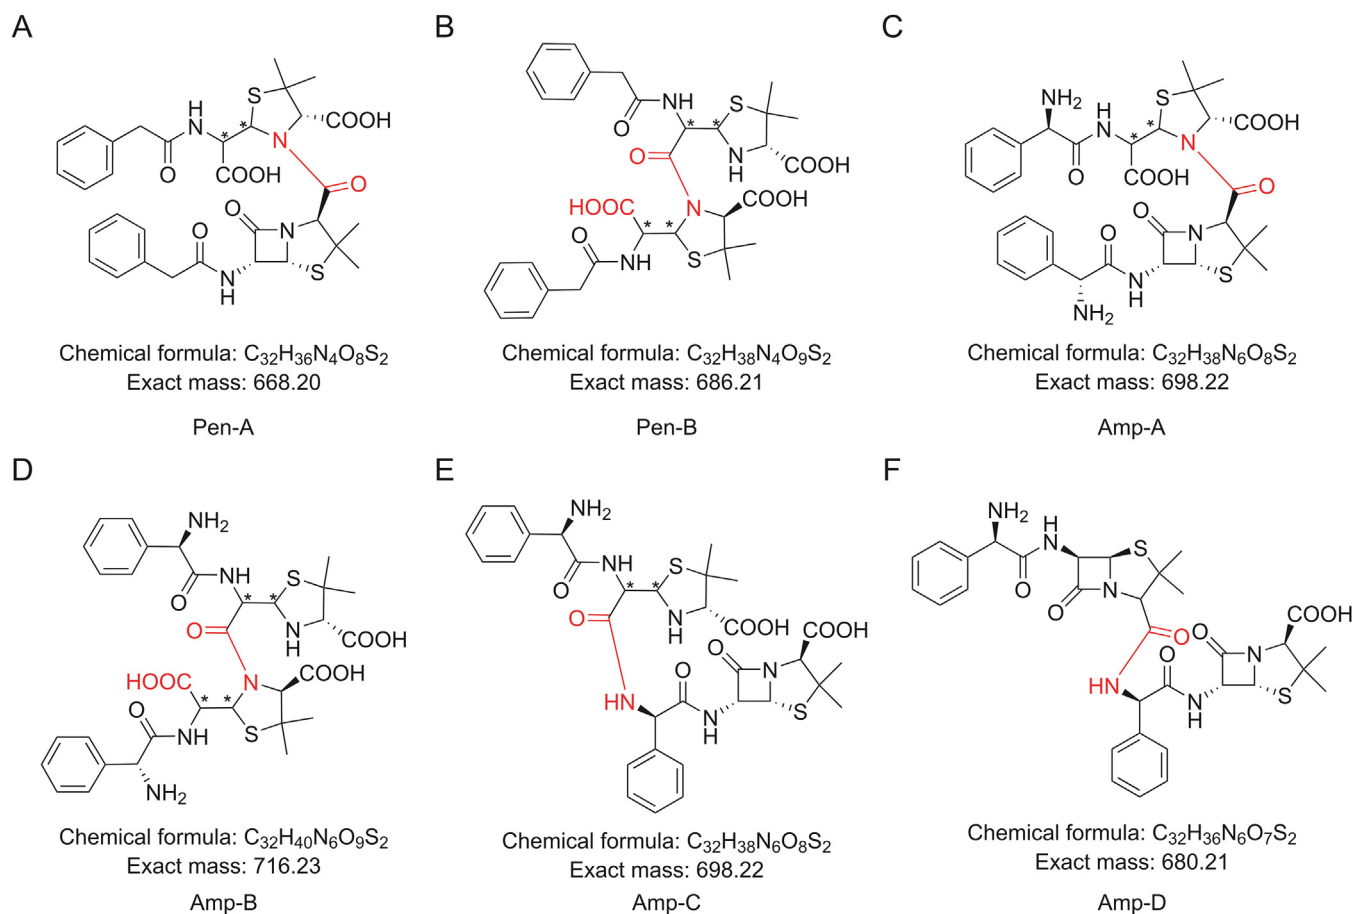 A
B
C
S
COOH
H
N
*
*
N
O
COOH
O
O
N
O
N
H
S
Chemical formula: C32H36N4O8S2
Exact mass: 668.20
Pen-A
O
NH
*
*
S
N
H
COOH
O
HOOC
*
*
N
COOH
S
O
NH
Chemical formula: C32H38N4O9S2
Exact mass: 686.21
Pen-B
NH2
H
N
*
*
S
COOH
N
O
COOH
O
O
N
O
N
H
S
NH2
Chemical formula: C32H38N6O8S2
Exact mass: 698.22
Amp-A
D
E
F
NH2
O
NH
*
*
S
N
H
COOH
O
HOOC
*
*
N
COOH
S
O
NH
NH2
Chemical formula: C32H40N6O9S2
Exact mass: 716.23
Amp-B
NH2
O
NH
*
*
S
N
H
COOH
O
COOH
HN
O
N
H
O
N
S
Chemical formula: C32H38N6O8S2
Exact mass: 698.22
Amp-C
NH2
H
N
O
S
O
N
O
COOH
HN
O
N
H
O
N
S
Chemical formula: C32H36N6O7S2
Exact mass: 680.21
Amp-D